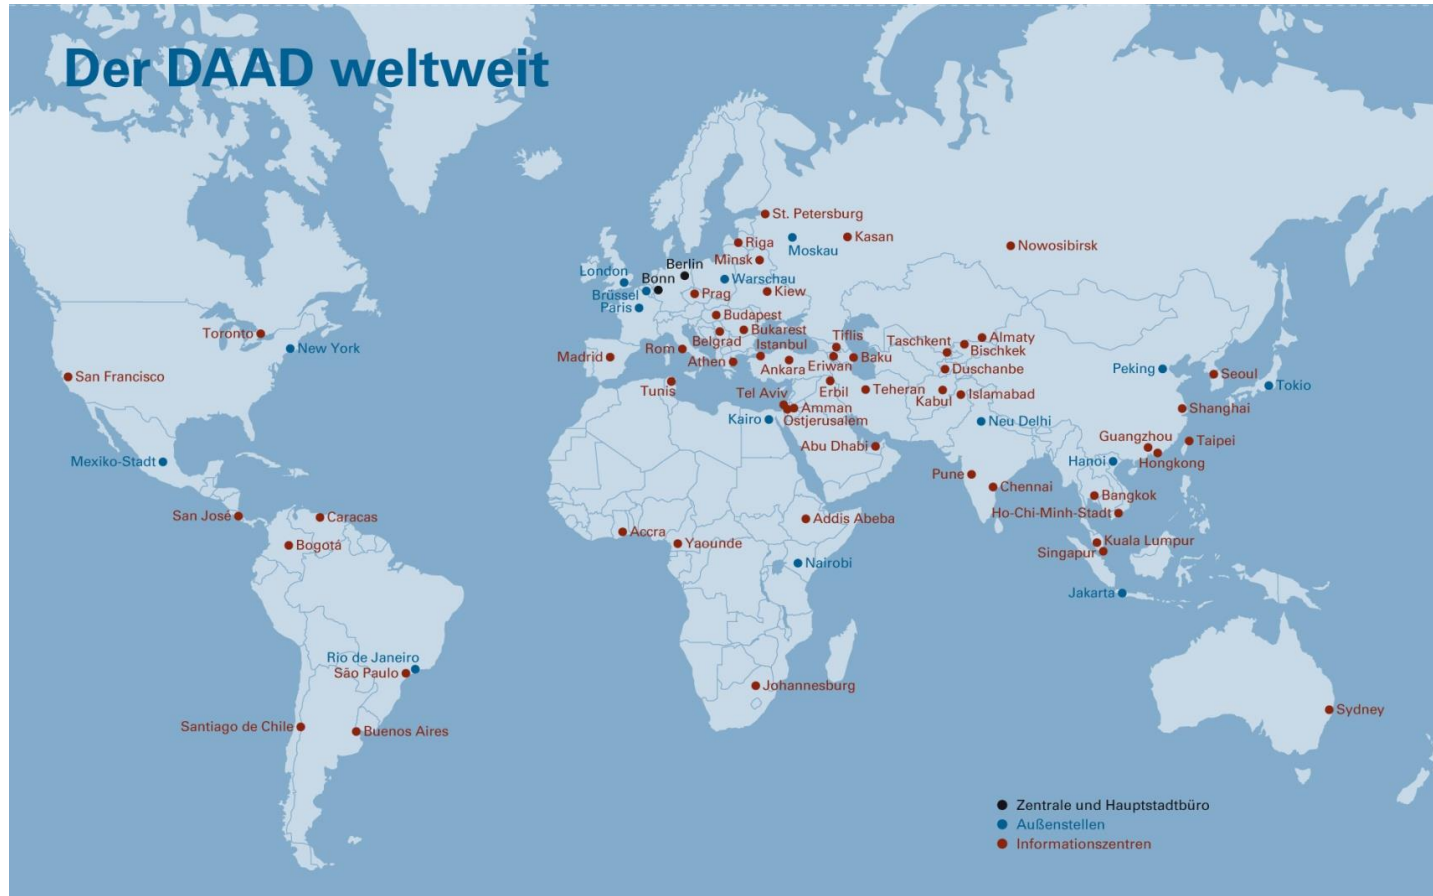 Der DAAD weltweit
St. Petersburg
Riga
Moskau
Kasan
Nowosibirsk
Minsk
Berlin
London
Bonn
Warschau
Brüssel
Prag
Kiew
Paris
Budapest
Bukarest
Belgrad
Tiflis
Taschkent
Almaty
Toronto
New York
Madrid
Rom
Athen
Istanbul
Ankara
Eriwan
Baku
Bischkek
Duschanbe
Peking
Seoul
Tokio
San Francisco
Tunis
Tel Aviv
Erbil
Teheran
Kabul
Islamabad
Amman
Ostjerusalem
Kairo
Neu Delhi
Shanghai
Abu Dhabi
Guangzhou
Taipei
Hongkong
Mexiko-Stadt
Hanoi
Pune
Chennai
Bangkok
San José
Caracas
Addis Abeba
Ho-Chi-Minh-Stadt
Bogotá
Accra
Yaounde
Kuala Lumpur
Singapur
Nairobi
Jakarta
Rio de Janeiro
São Paulo
Johannesburg
Santiago de Chile
Buenos Aires
Sydney
Zentrale und Hauptstadtbüro
Außenstellen
Informationszentren